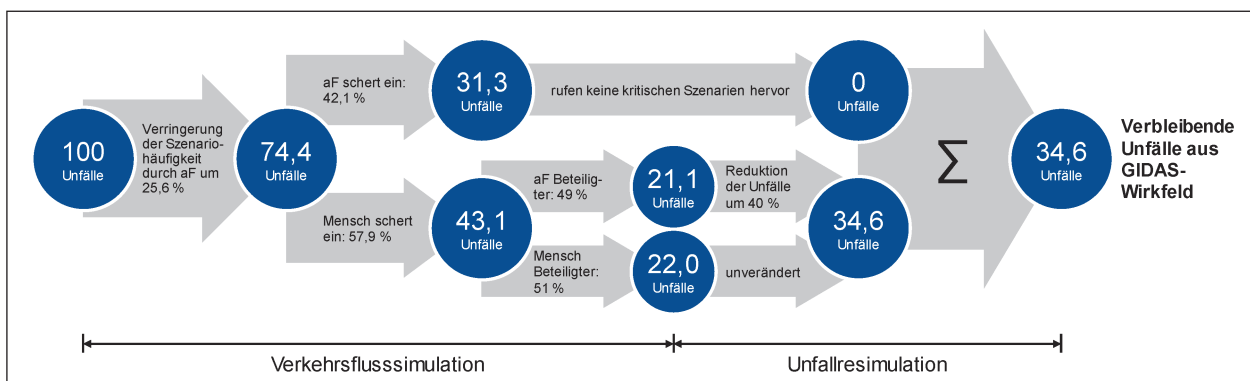 100
Unfälle
Verringerung
der Szenario-
häufigkeit
durch aF um
25,6 %
74,4
Unfälle
aF schert ein:
42,1 %
31,3
Unfälle
rufen keine kritischen Szenarien hervor
0
Unfälle
Mensch schert
ein: 57,9 %
43,1
Unfälle
aF Beteilig-
ter: 49 %
21,1
Unfälle
Reduktion
der Unfälle
um 40 %
Mensch
Beteiligter:
51 %
22,0
Unfälle
unverändert
34,6
Unfälle
Σ
34,6
Unfälle
Verbleibende
Unfälle aus
GIDAS-
Wirkfeld
Verkehrsflusssimulation
Unfallresimulation